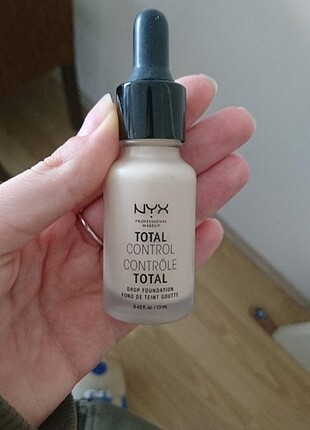 NYX
PROFESSIONAL
MAKEUP
TOTAL
CONTROL
CONTRÔLE
TOTAL
DROP FOUNDATION
FOND DE TEINT GOUTTE
0.43 fl. oz. / 13 mL